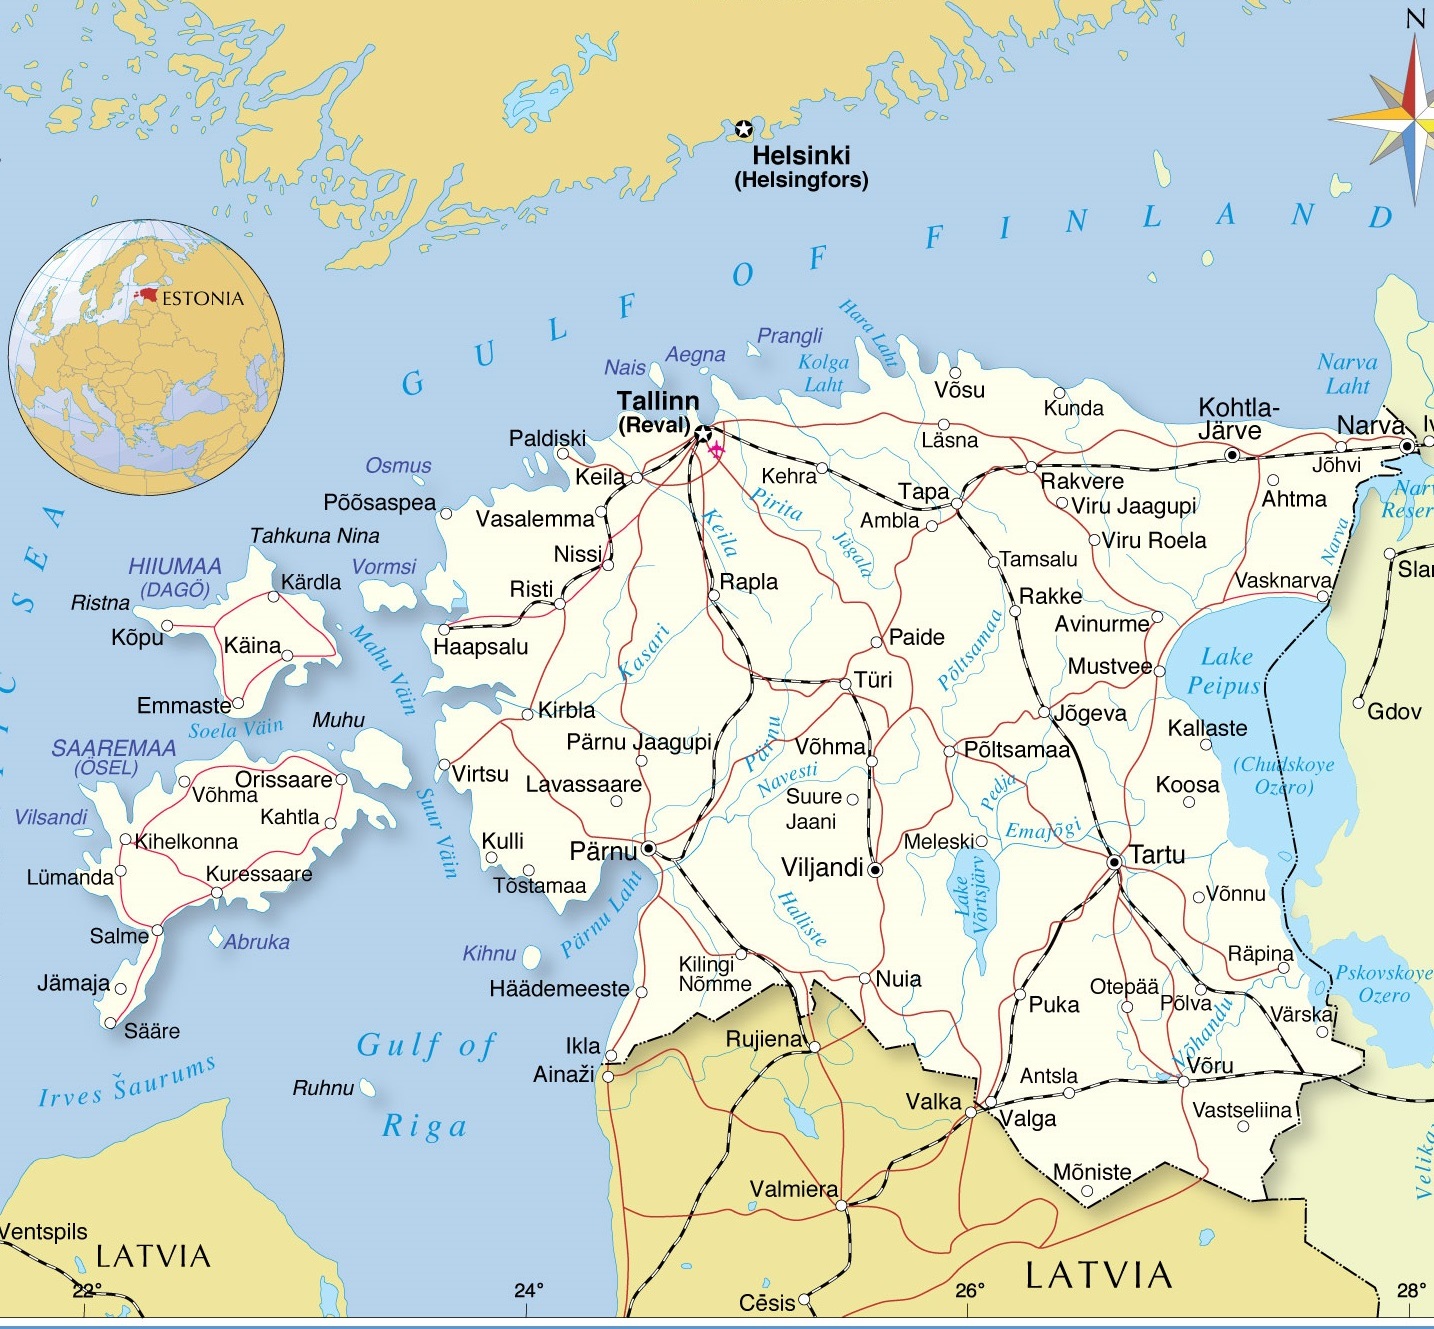 N
Helsinki
(Helsingfors)
GULF OF FINLAND
ESTONIA
Prangli
Hara Laht
Aegna
Nais
Kolga
Laht
Narva
Laht
Tallinn
(Reval)
Võsu
Kunda
Kohtla-
Järve
Narva
Läsna
Paldiski
Jõhvi
Osmus
Keila
Kehra
Rakvere
Ahtma
Põõsaspea
Pirita
Tapa
Viru Jaagupi
Vasalemma
Ambla
Keila
Tahkuna Nina
Jägala
Viru Roela
Narva
SEA
HIIUMAA
(DAGÖ)
Vormsi
Nissi
Tamsalu
Kärdla
Risti
Rapla
Vasknarva
Ristna
Rakke
Kõpu
Avinurme
Käina
Haapsalu
Kasari
Paide
Põltsamaa
Mahu Väin
Mustvee
Lake
Peipus
Türi
Emmaste
Kirbla
Jõgeva
Gdov
Soela Väin
Muhu
Kallaste
SAAREMAA
(ÖSEL)
Pärnu Jaagupi
Pärnu
Võhma
Põltsamaa
Orissaare
Virtsu
Lavassaare
Navesti
Pedja
Koosa
(Chudskoye
Ozero)
Võhma
Suure
Jaani
Vilsandi
Kahtla
Suur Väin
Emajõgi
Kihelkonna
Kulli
Meleski
Pärnu
Tartu
Lümanda
Kuressaare
Viljandi
Tõstamaa
Lake
Võrtsjärv
Võnnu
Pärnu Laht
Halliste
Salme
Abruka
Kihnu
Räpina
Kilingi
Nõmme
Nuia
Pskovskoye
Ozero
Jämaja
Häädemeeste
Puka
Otepää
Põlva
Värska
Sääre
Nõhandu
Gulf of
Riga
Ikla
Rujiena
Ainaži
Võru
Irves Šaurums
Ruhnu
Antsla
Valka
Valga
Vastseliina
Mõniste
Valmiera
Ventspils
LATVIA
LATVIA
Cēsis
22°
24°
26°
28°